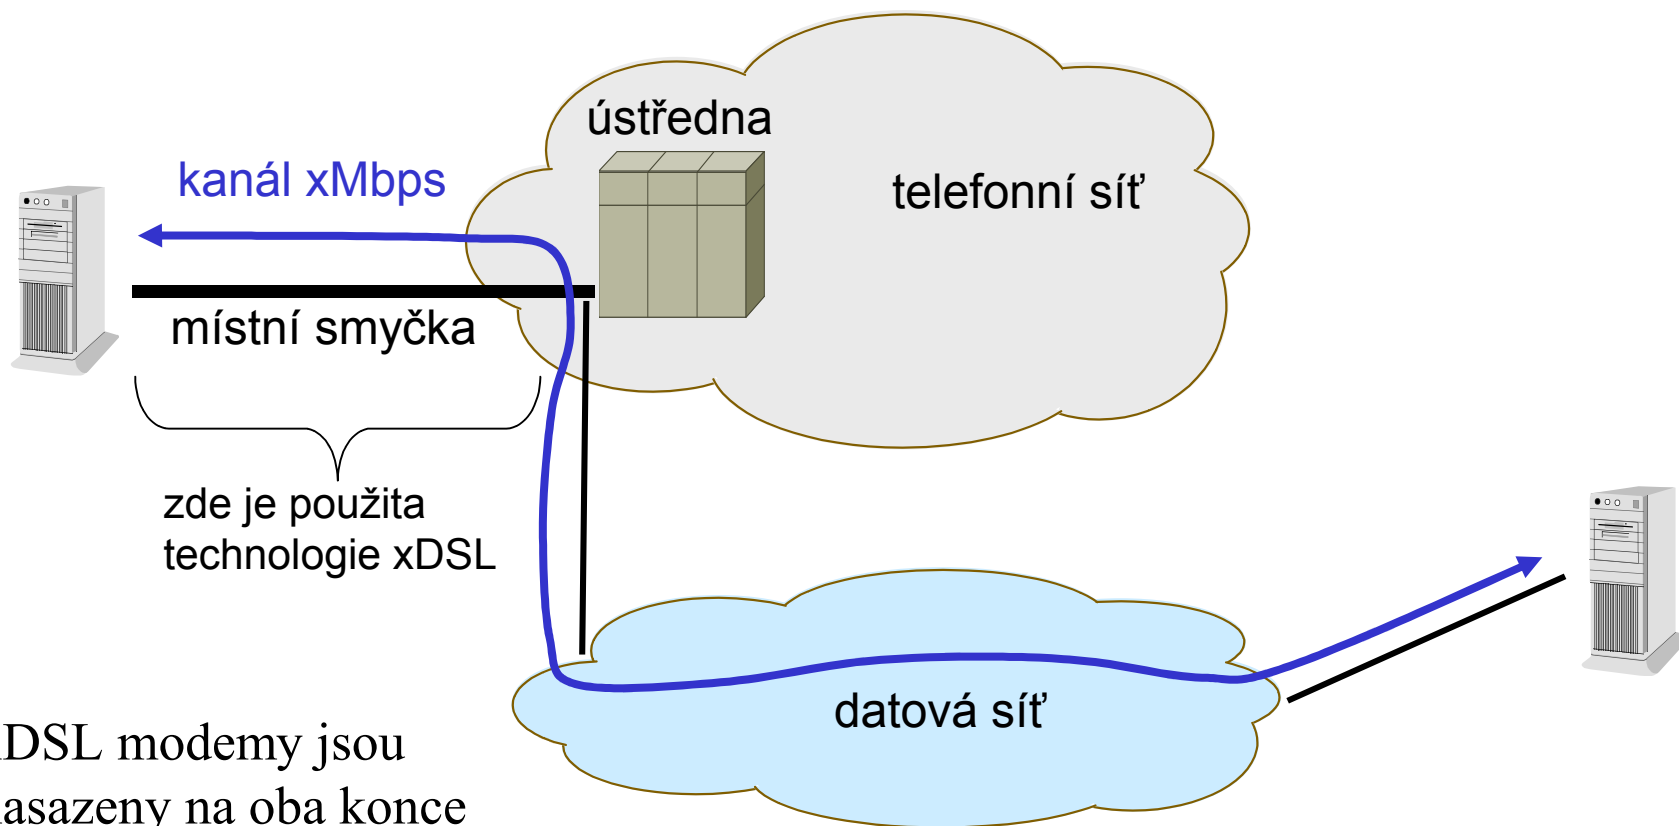 ústředna
kanál xMbps
telefonní síť
místní smyčka
zde je použita
technologie xDSL
datová síť
DSL modemy jsou
asazeny na oba konce